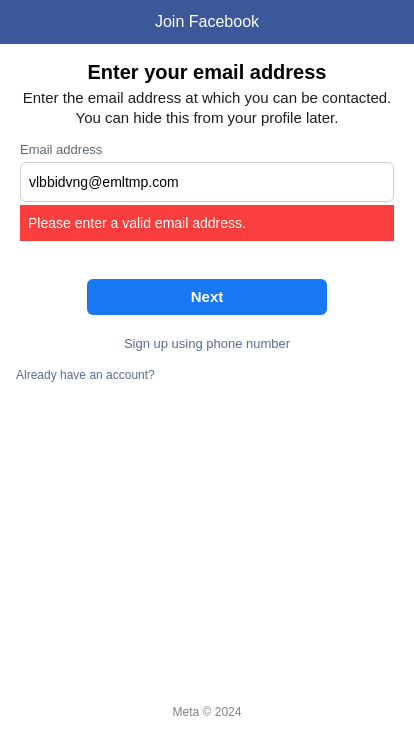 Join Facebook
Enter your email address
Enter the email address at which you can be contacted.
You can hide this from your profile later.
Email address
vlbbidvng@emltmp.com
Please enter a valid email address.
Next
Sign up using phone number
Already have an account?
Meta © 2024